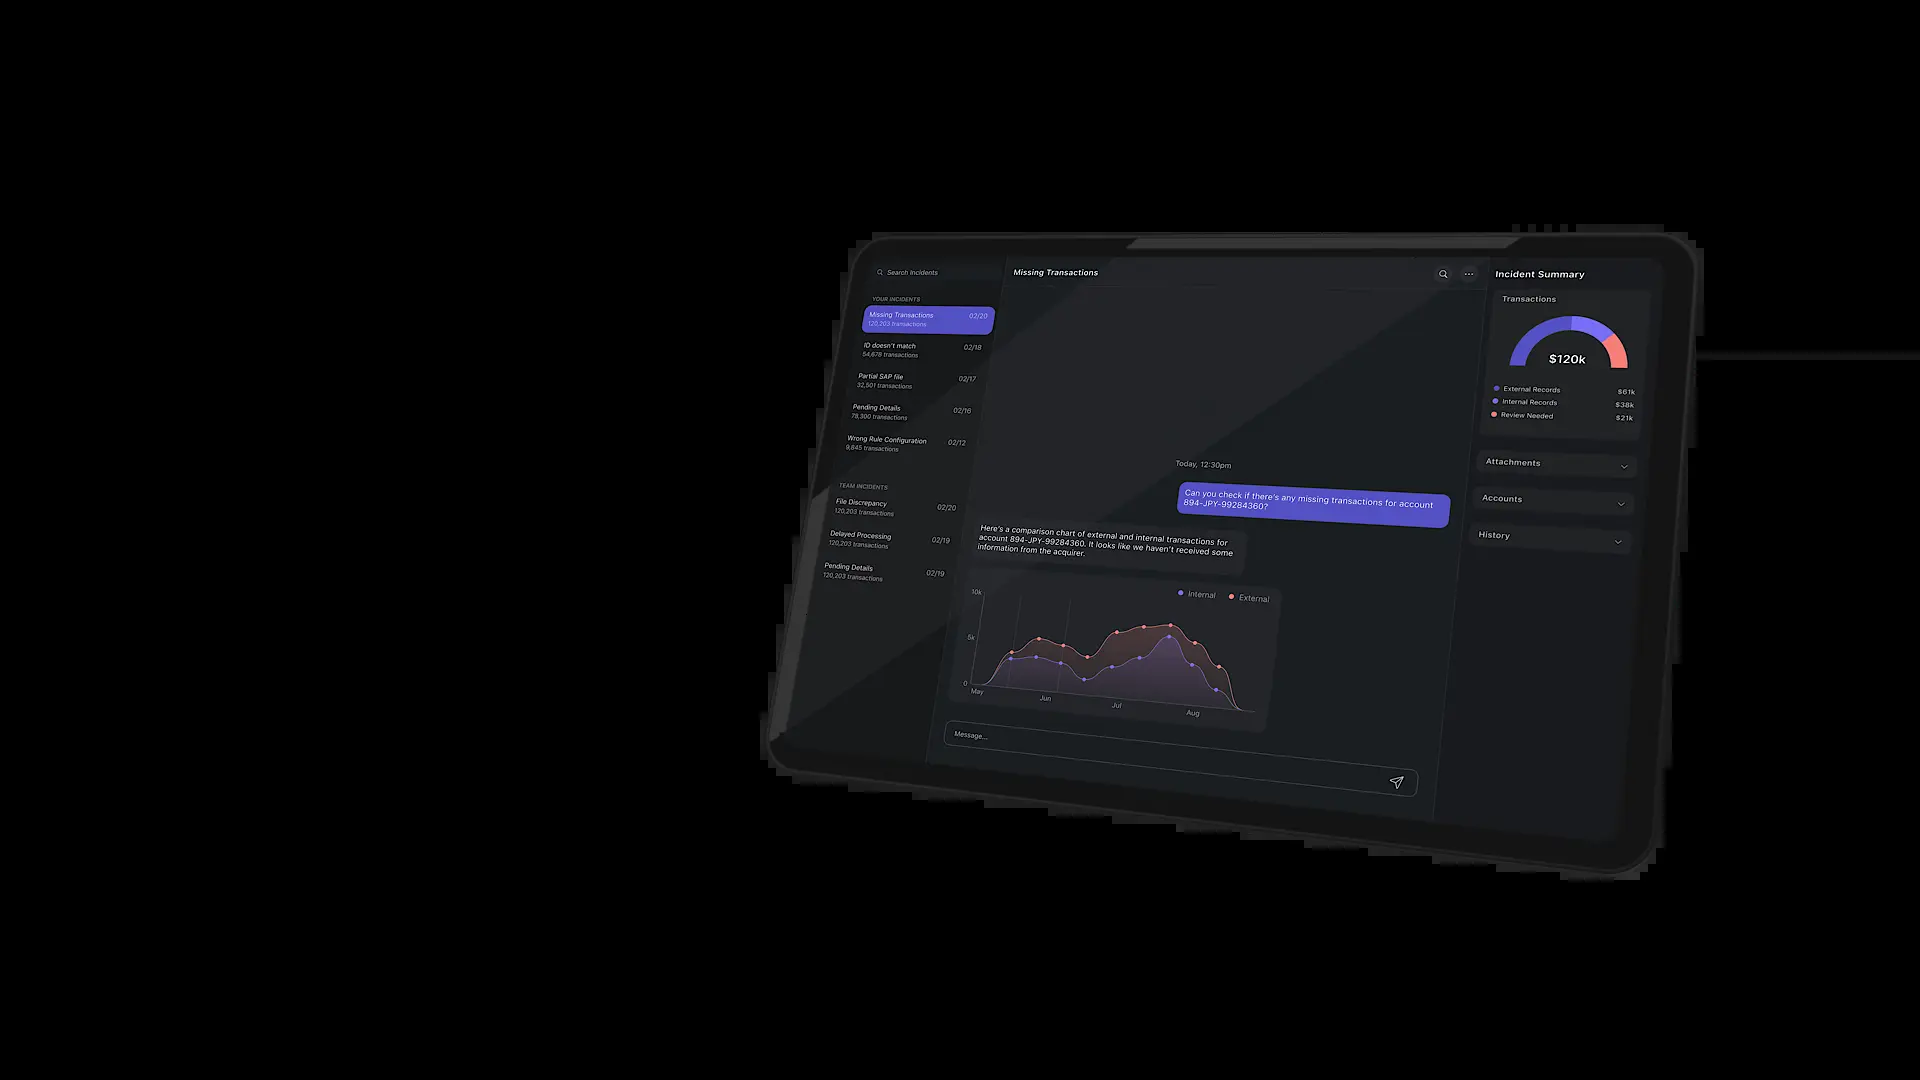 Search Incidents
YOUR INCIDENTS
Missing Transactions 02/20
120,203 transactions
ID doesn't match 02/18
54,678 transactions
Partial SAP file 02/17
32,501 transactions
Pending Details 02/16
78,300 transactions
Wrong Rule Configuration 02/12
9,845 transactions
TEAM INCIDENTS
File Discrepancy 02/20
120,203 transactions
Delayed Processing 02/19
120,203 transactions
Pending Details 02/19
120,203 transactions
Missing Transactions
Today, 12:30pm
Can you check if there's any missing transactions for account
894-JPY-99284360?
Here's a comparison chart of external and internal transactions for
account 894-JPY-99284360. It looks like we haven't received some
information from the acquirer.
Internal External
10k
5k
0
May Jun Jul Aug
Message...
Incident Summary
Transactions
$120k
External Records $61k
Internal Records $38k
Review Needed $21k
Attachments
Accounts
History